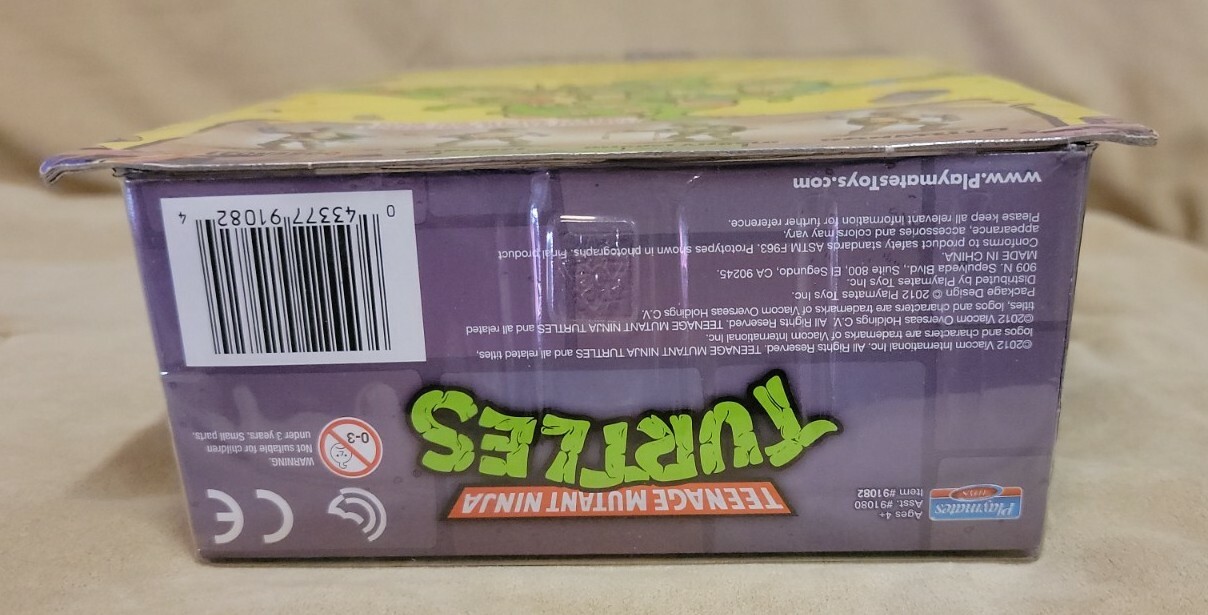 Playmates
TOYS
Ages 4+
Asst. #91080
Item #91082
TEENAGE MUTANT NINJA
TURTLES
CE
WARNING.
Not suitable for children
under 3 years. Small parts.
0-3
©2012 Viacom International Inc. All Rights Reserved. TEENAGE MUTANT NINJA TURTLES and all related titles,
logos and characters are trademarks of Viacom International Inc.
©2012 Viacom Overseas Holdings C.V. All Rights Reserved. TEENAGE MUTANT NINJA TURTLES and all related
titles, logos and characters are trademarks of Viacom Overseas Holdings C.V.
Package Design © 2012 Playmates Toys Inc.
Distributed by Playmates Toys Inc.
909 N. Sepulveda Blvd., Suite 800, El Segundo, CA 90245.
MADE IN CHINA.
Conforms to product safety standards ASTM F963. Prototypes shown in photographs. Final product
appearance, accessories and colors may vary.
Please keep all relevant information for further reference.
www.PlaymatesToys.com
0 43377 91082 4